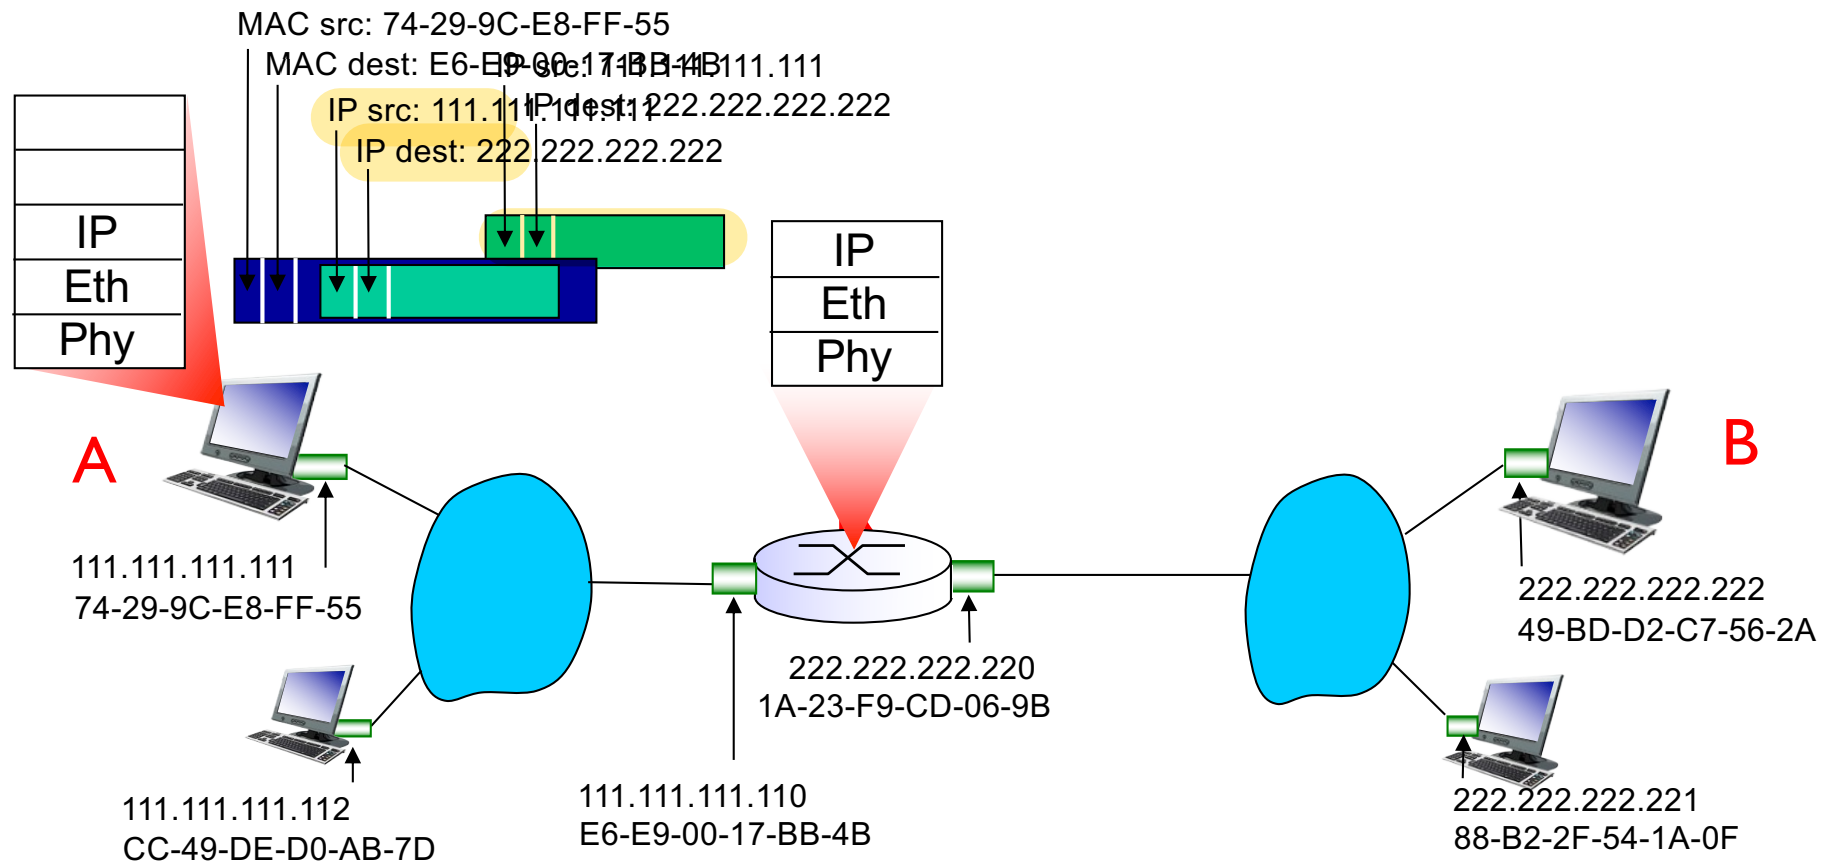 MAC src: 74-29-9C-E8-FF-55
MAC dest: E6-E9-00-17-BB-4B
IP src: 111.111.111.111
IP dest: 222.222.222.222
IP src: 111.111.111.111
IP dest: 222.222.222.222
IP
Eth
Phy
IP
Eth
Phy
A
B
111.111.111.111
74-29-9C-E8-FF-55
222.222.222.222
49-BD-D2-C7-56-2A
222.222.222.220
1A-23-F9-CD-06-9B
111.111.111.112
CC-49-DE-D0-AB-7D
111.111.111.110
E6-E9-00-17-BB-4B
222.222.222.221
88-B2-2F-54-1A-0F